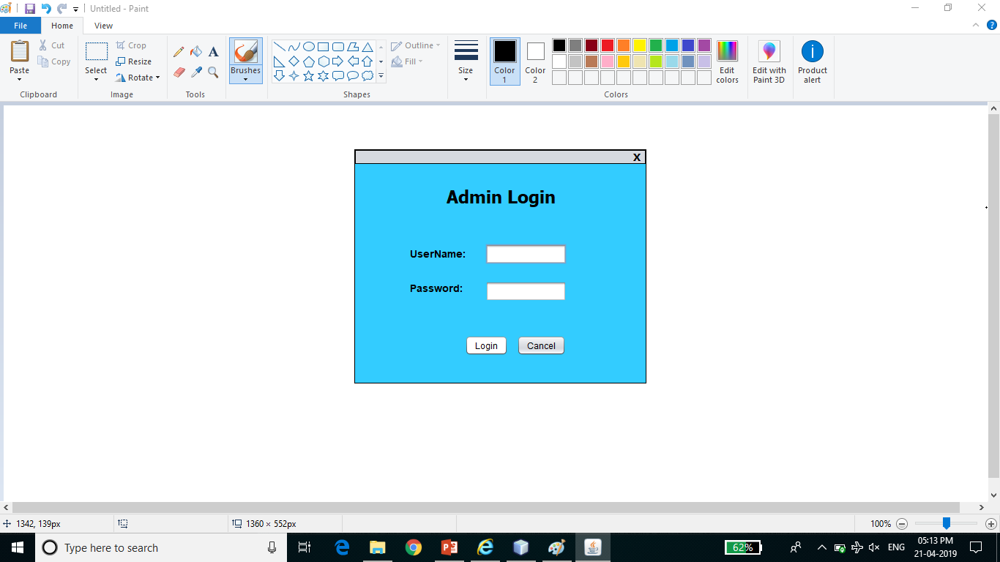 Untitled - Paint
File Home View
Paste Cut Copy Clipboard
Select Crop Resize Rotate Image
A
Tools
Brushes
Shapes
Outline
Fill
Size
Color 1
Color 2
Colors
Edit colors
Edit with Paint 3D
Product alert
X
Admin Login
UserName:
Password:
Login Cancel
1342, 139px 1360 × 552px 100%
Type here to search 62% ENG 05:13 PM
21-04-2019